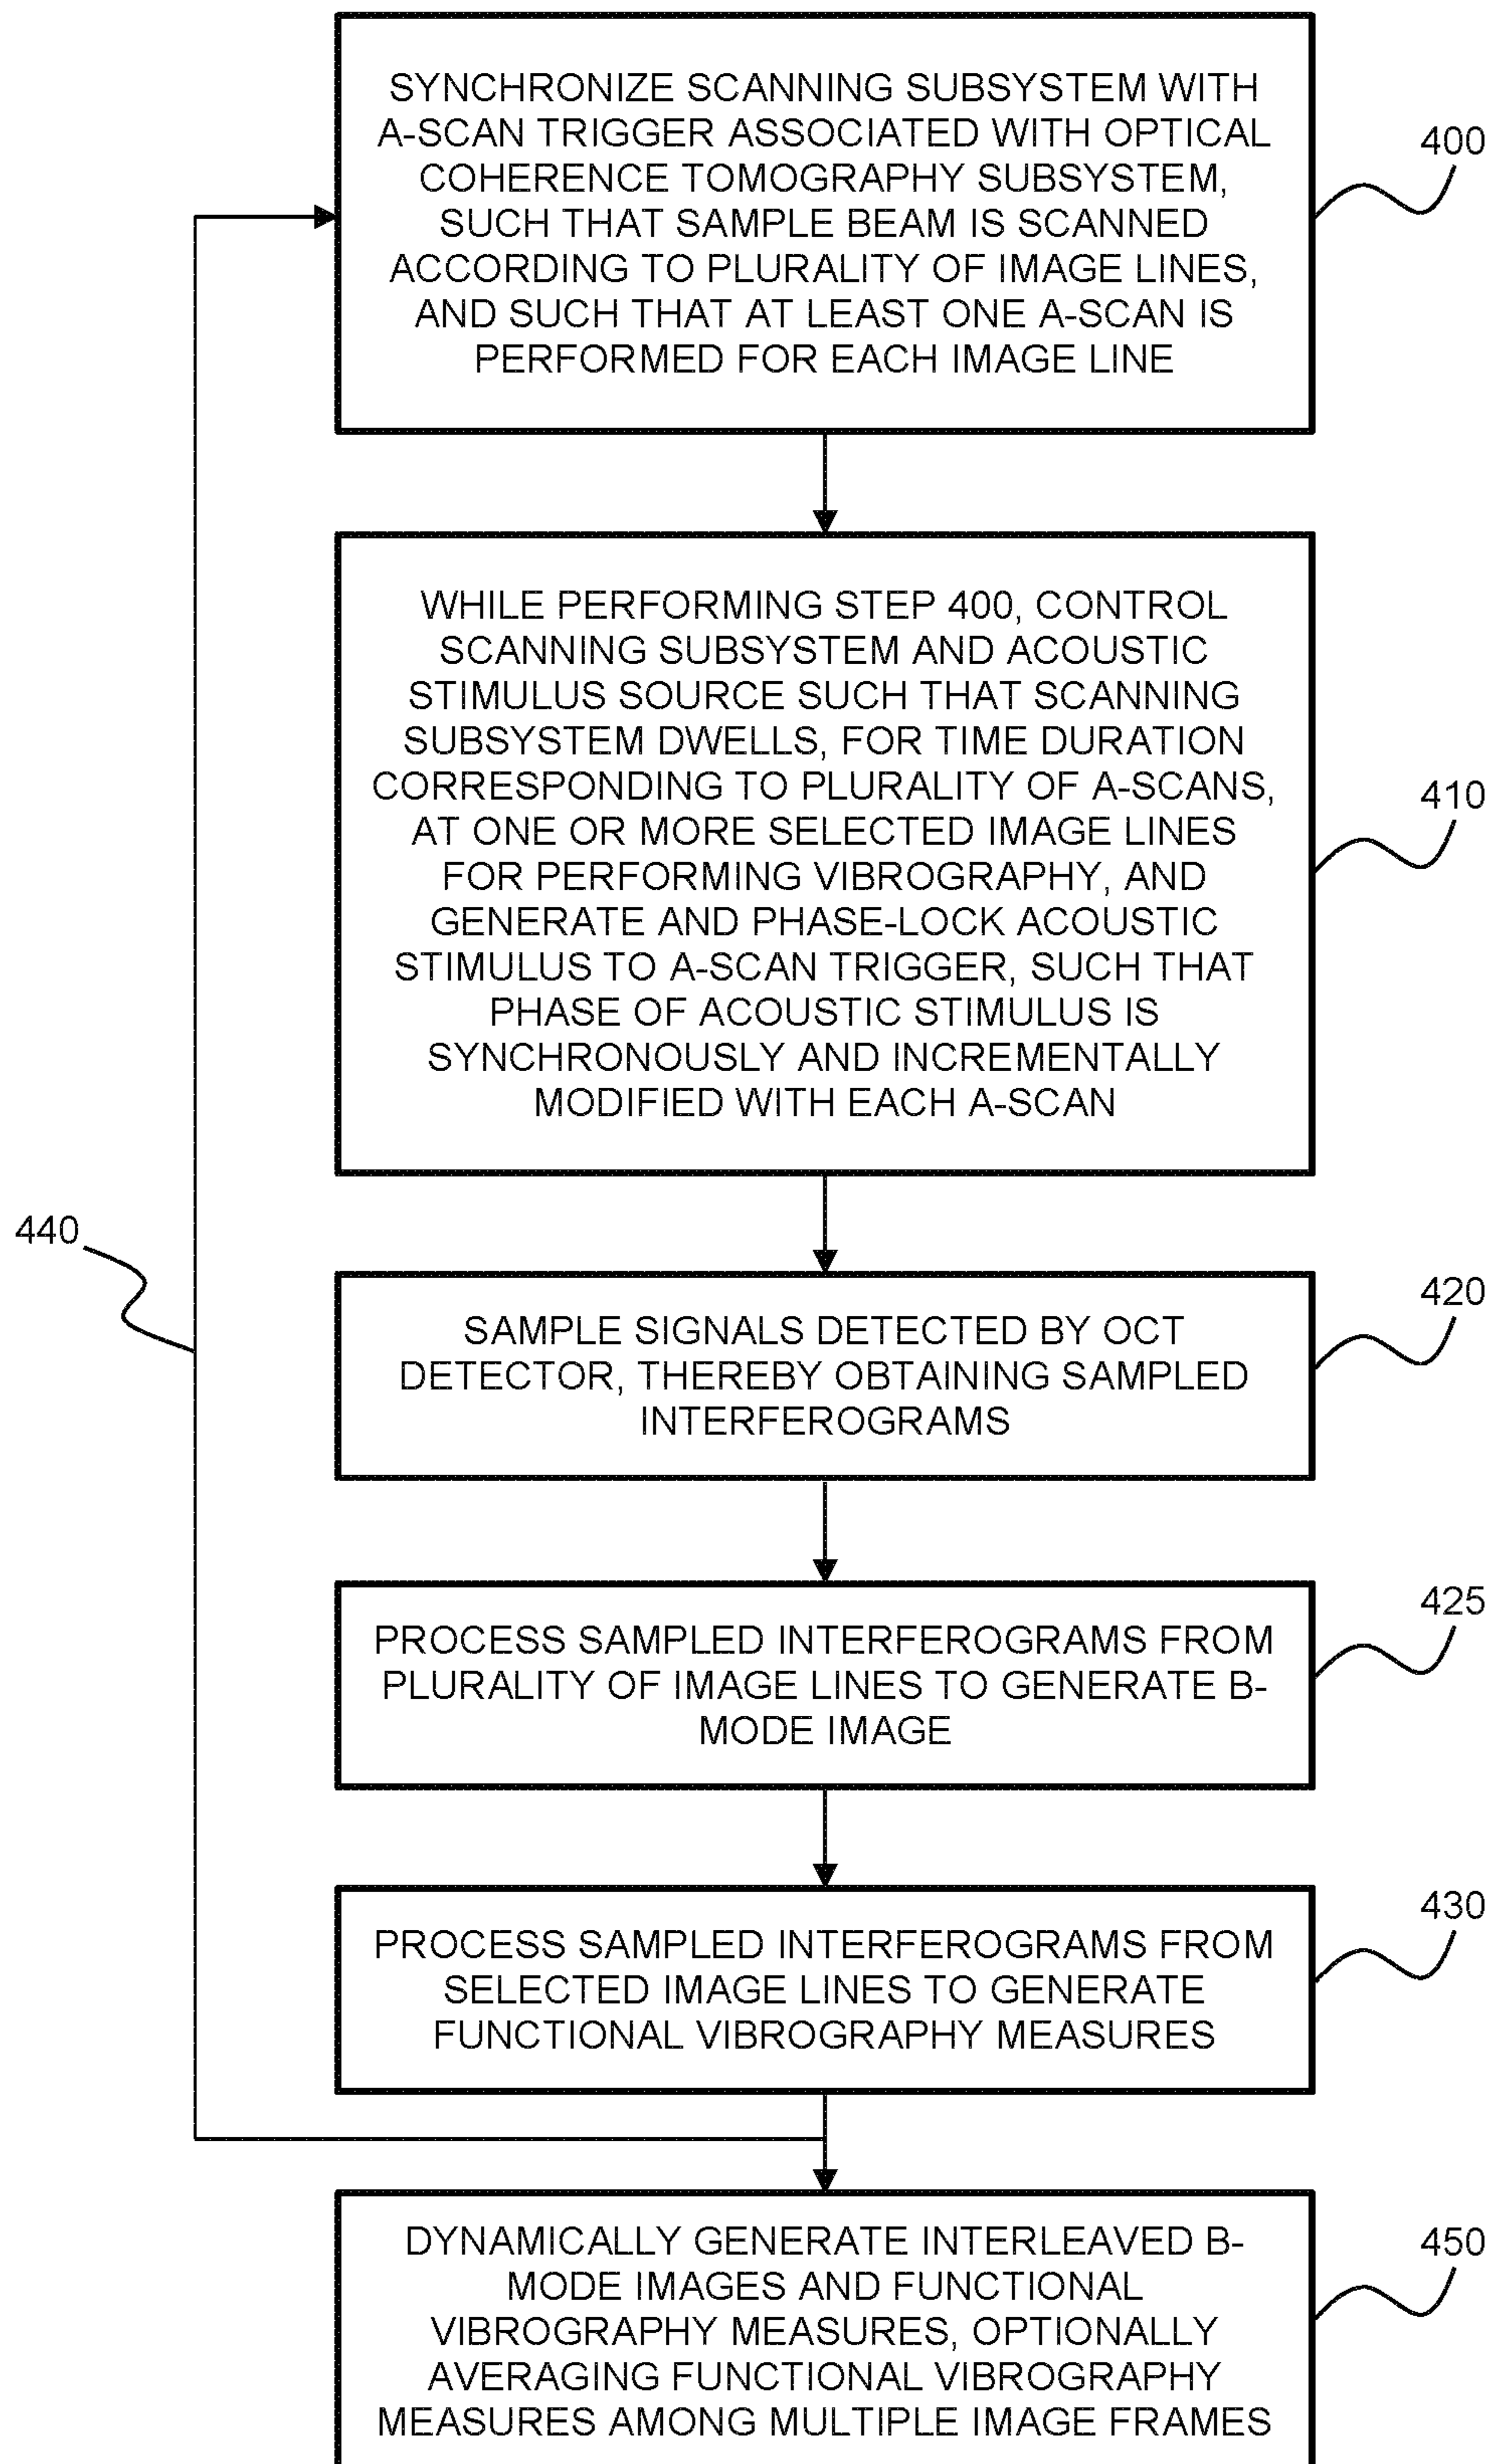 SYNCHRONIZE SCANNING SUBSYSTEM WITH
A-SCAN TRIGGER ASSOCIATED WITH OPTICAL
COHERENCE TOMOGRAPHY SUBSYSTEM,
SUCH THAT SAMPLE BEAM IS SCANNED
ACCORDING TO PLURALITY OF IMAGE LINES,
AND SUCH THAT AT LEAST ONE A-SCAN IS
PERFORMED FOR EACH IMAGE LINE
400
WHILE PERFORMING STEP 400, CONTROL
SCANNING SUBSYSTEM AND ACOUSTIC
STIMULUS SOURCE SUCH THAT SCANNING
SUBSYSTEM DWELLS, FOR TIME DURATION
CORRESPONDING TO PLURALITY OF A-SCANS,
AT ONE OR MORE SELECTED IMAGE LINES
FOR PERFORMING VIBROGRAPHY, AND
GENERATE AND PHASE-LOCK ACOUSTIC
STIMULUS TO A-SCAN TRIGGER, SUCH THAT
PHASE OF ACOUSTIC STIMULUS IS
SYNCHRONOUSLY AND INCREMENTALLY
MODIFIED WITH EACH A-SCAN
410
440
SAMPLE SIGNALS DETECTED BY OCT
DETECTOR, THEREBY OBTAINING SAMPLED
INTERFEROGRAMS
420
PROCESS SAMPLED INTERFEROGRAMS FROM
PLURALITY OF IMAGE LINES TO GENERATE B-
MODE IMAGE
425
PROCESS SAMPLED INTERFEROGRAMS FROM
SELECTED IMAGE LINES TO GENERATE
FUNCTIONAL VIBROGRAPHY MEASURES
430
DYNAMICALLY GENERATE INTERLEAVED B-
MODE IMAGES AND FUNCTIONAL
VIBROGRAPHY MEASURES, OPTIONALLY
AVERAGING FUNCTIONAL VIBROGRAPHY
MEASURES AMONG MULTIPLE IMAGE FRAMES
450